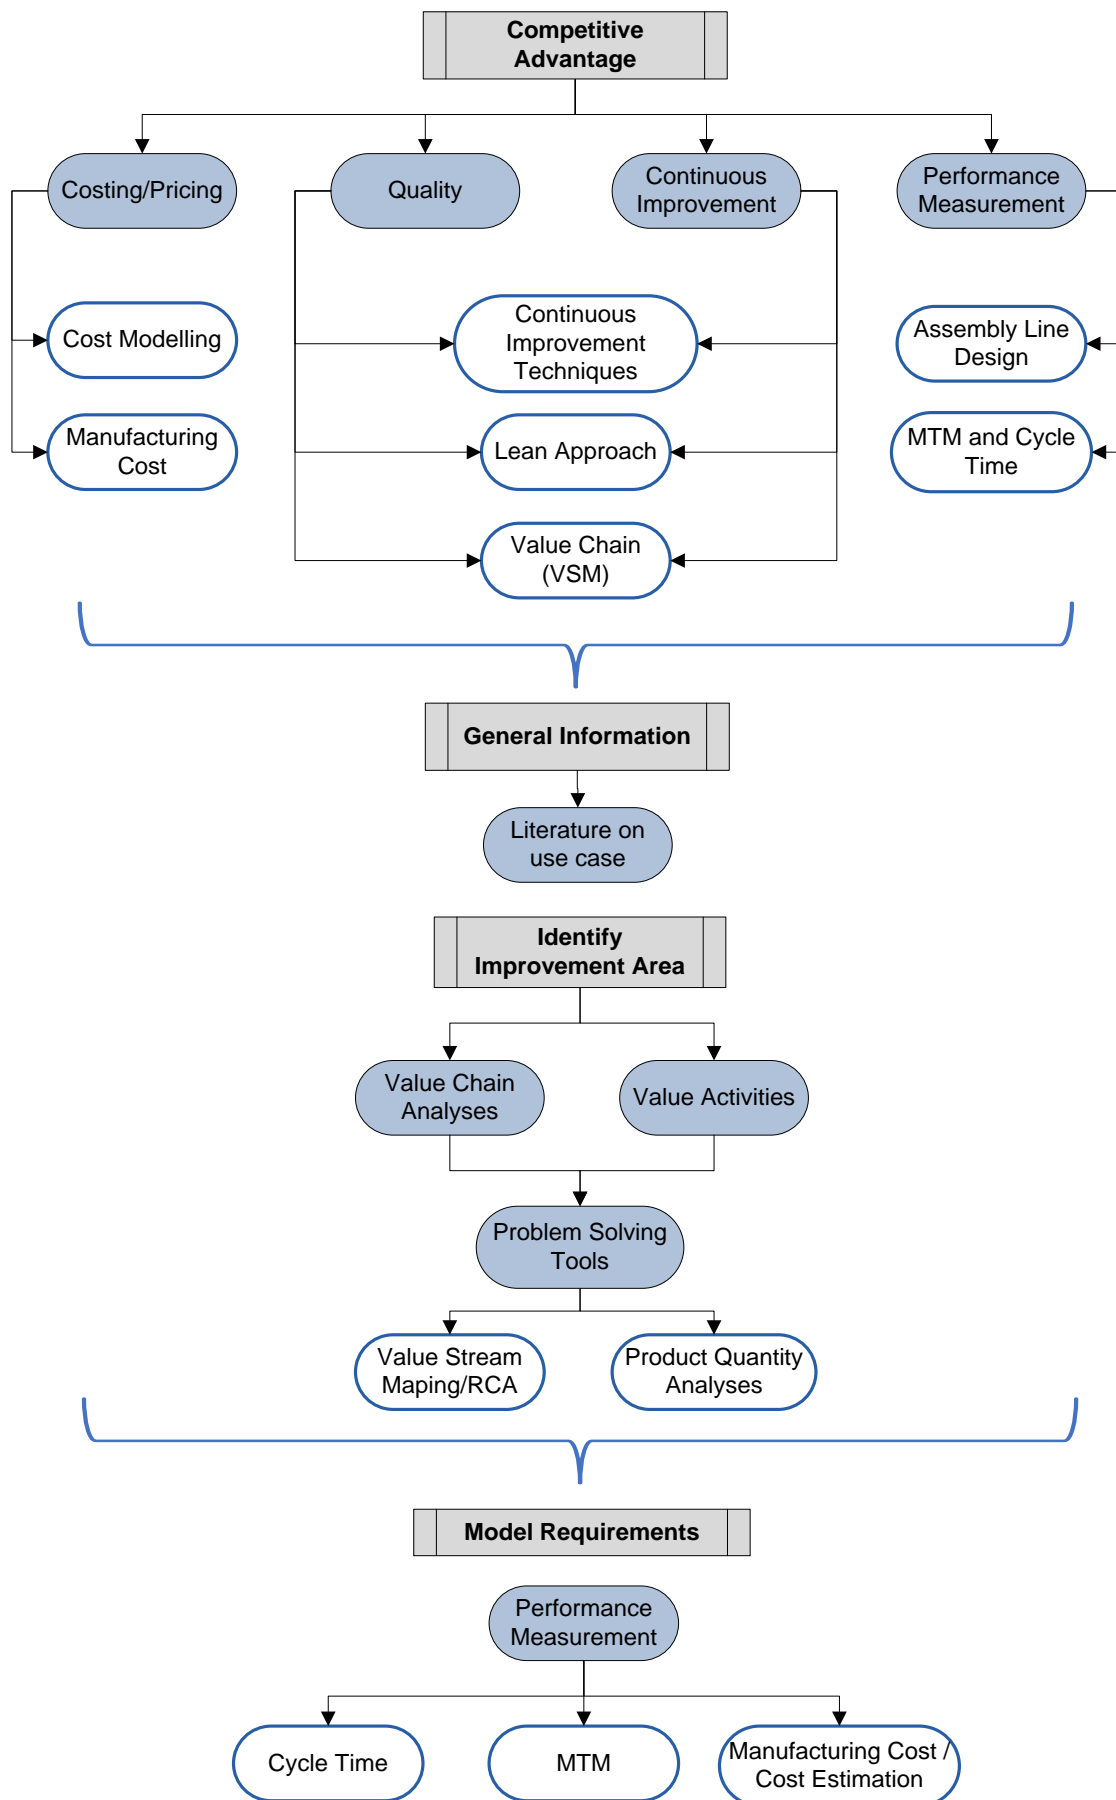 Competitive
Advantage
Costing/Pricing
Quality
Continuous
Improvement
Performance
Measurement
Cost Modelling
Continuous
Improvement
Techniques
Assembly Line
Design
Manufacturing
Cost
Lean Approach
MTM and Cycle
Time
Value Chain
(VSM)
General Information
Literature on
use case
Identify
Improvement Area
Value Chain
Analyses
Value Activities
Problem Solving
Tools
Value Stream
Maping/RCA
Product Quantity
Analyses
Model Requirements
Performance
Measurement
Cycle Time
MTM
Manufacturing Cost /
Cost Estimation